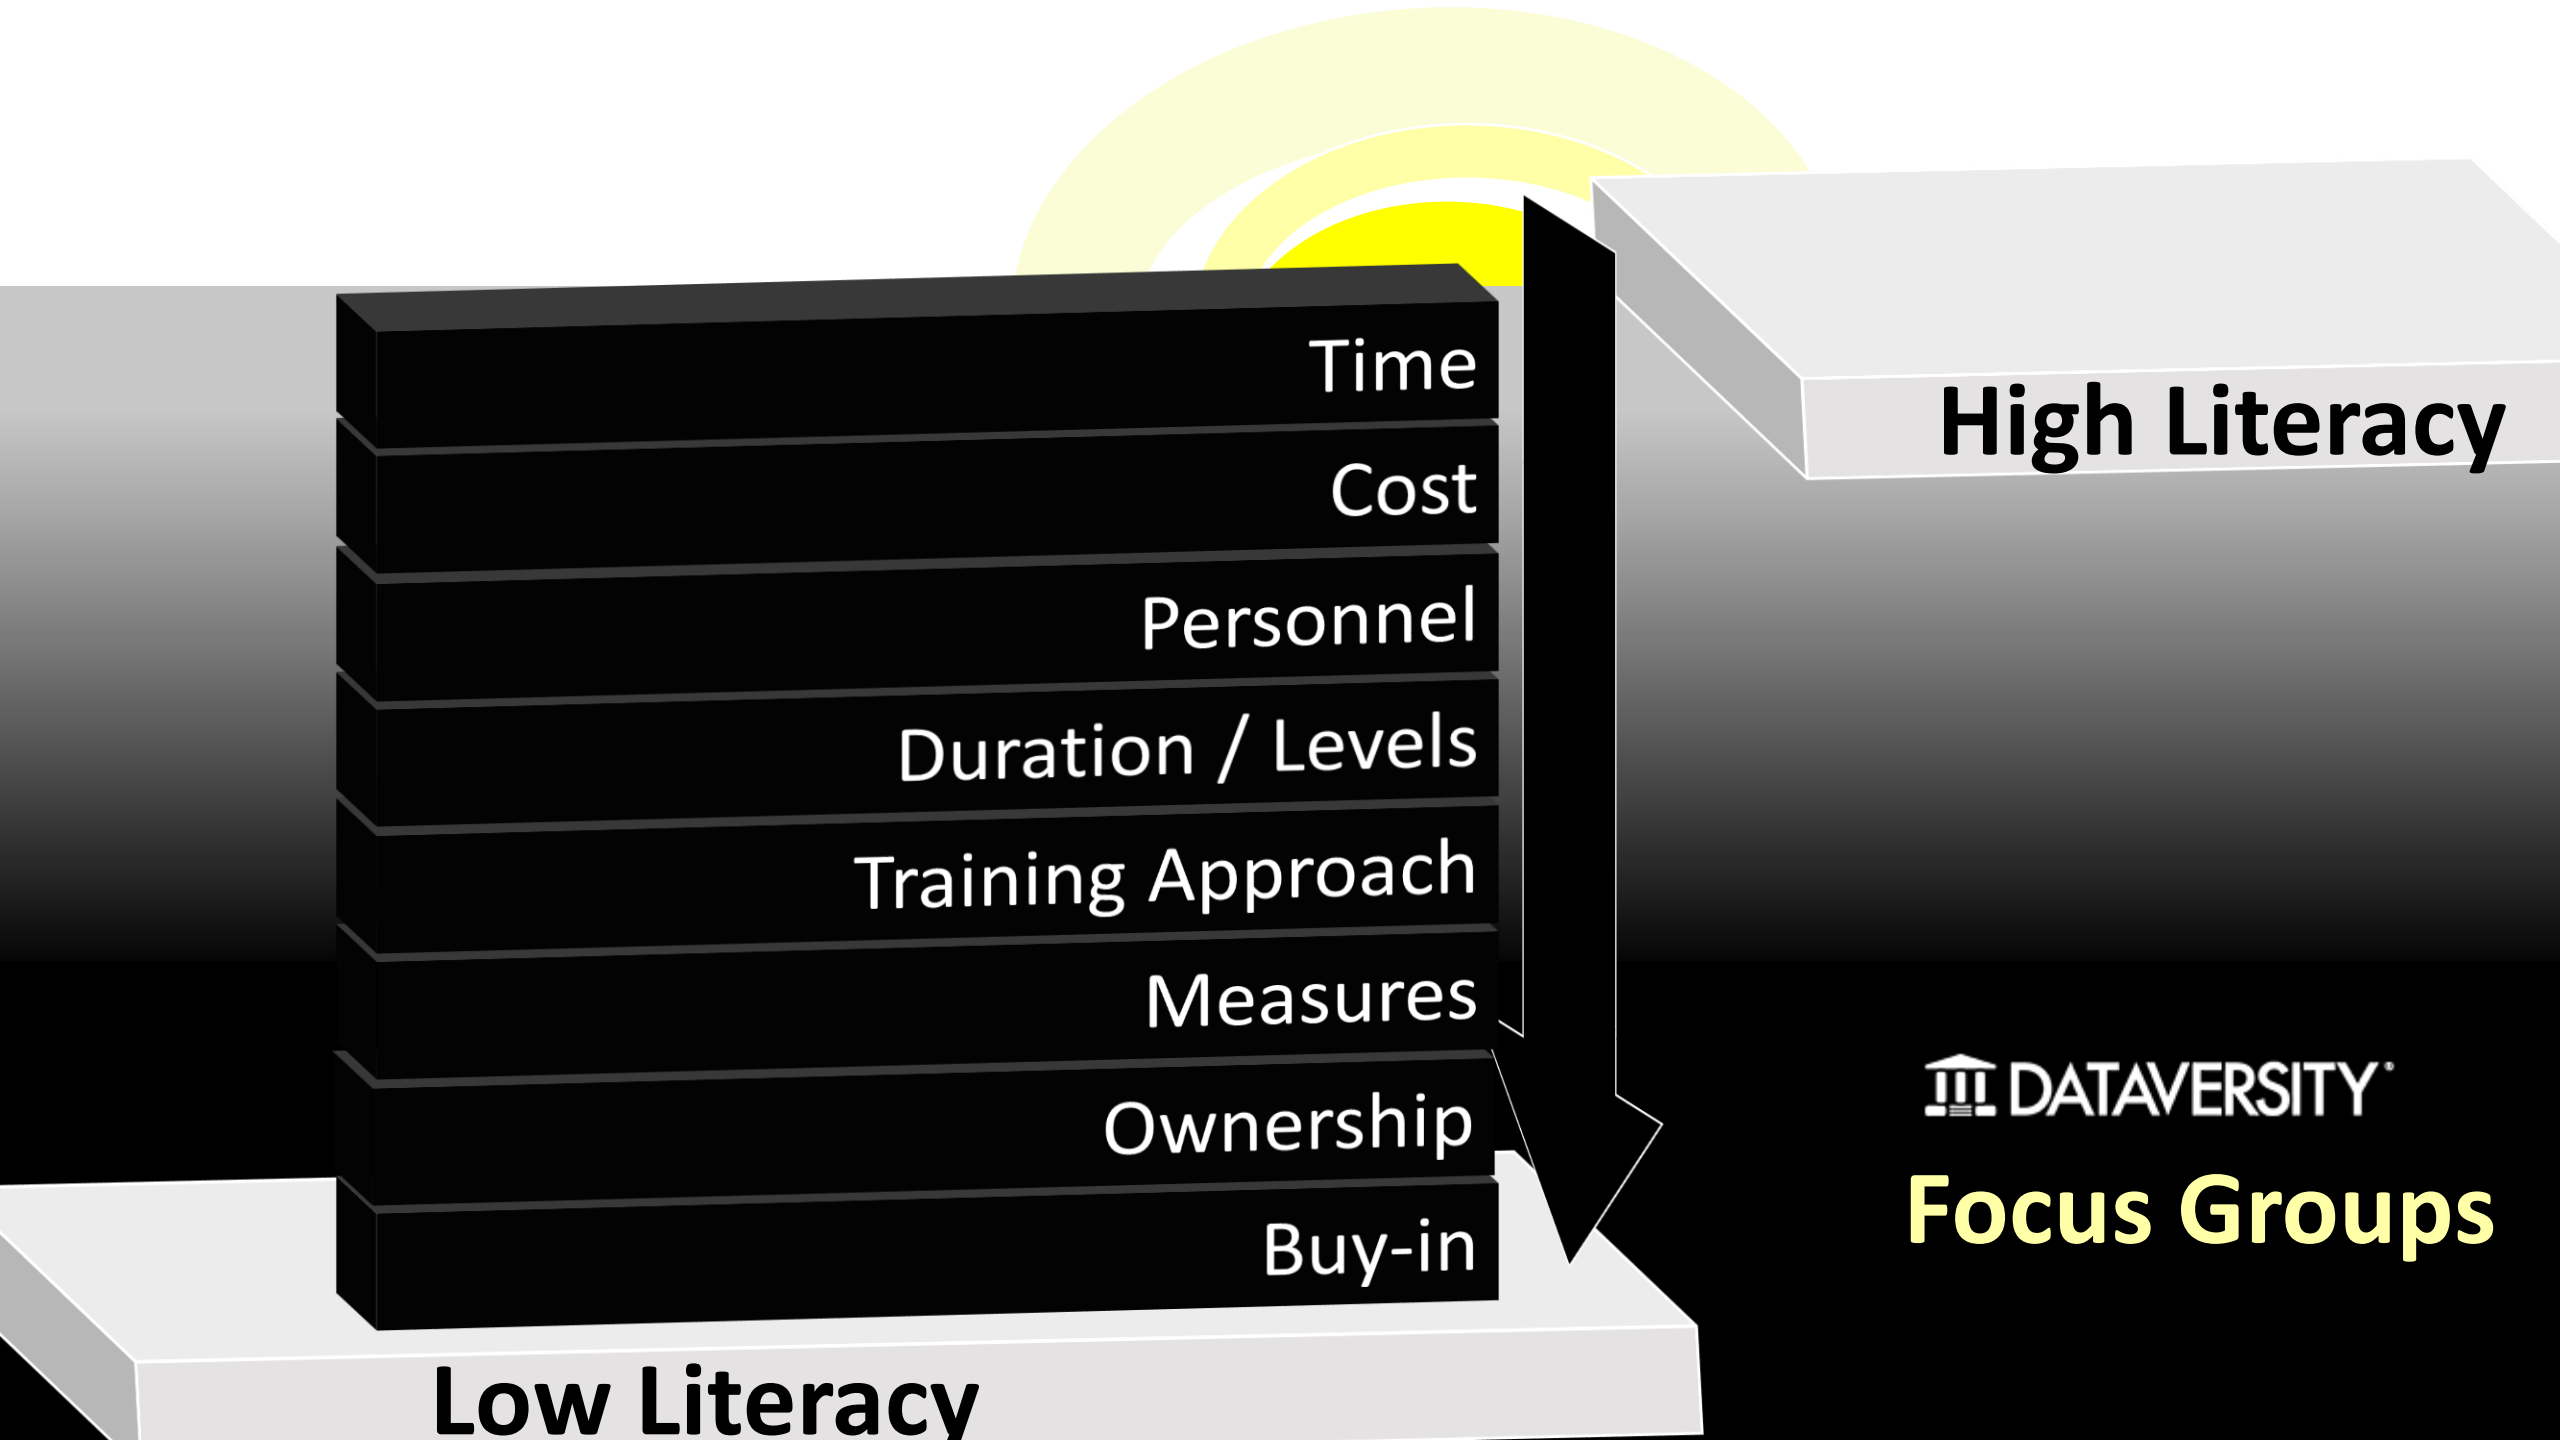 Time
Cost
Personnel
Duration / Levels
Training Approach
Measures
Ownership
Buy-in
Low Literacy
High Literacy
DATAVERSITY®
Focus Groups